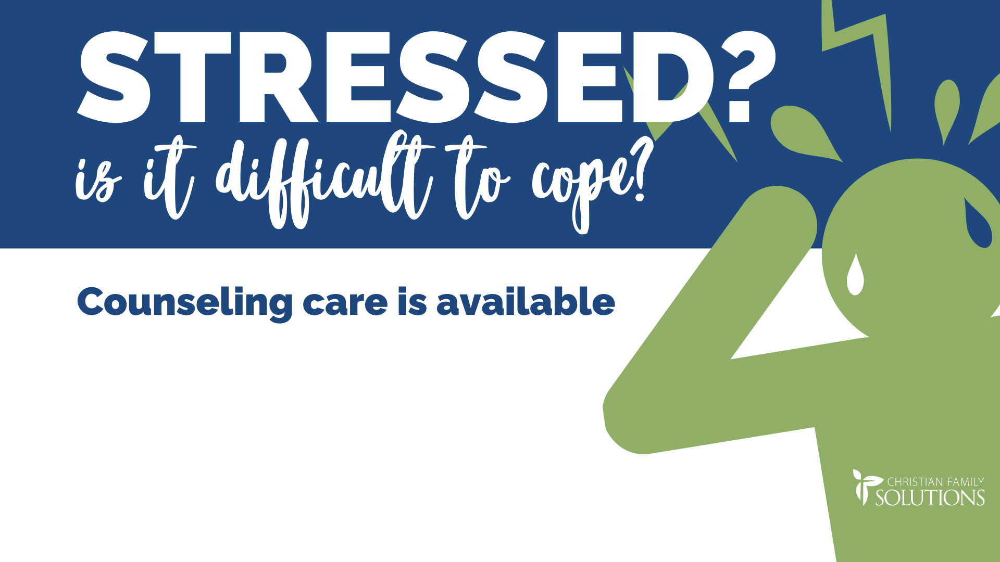 STRESSED?
is it difficult to cope?
Counseling care is available
CHRISTIAN FAMILY
SOLUTIONS